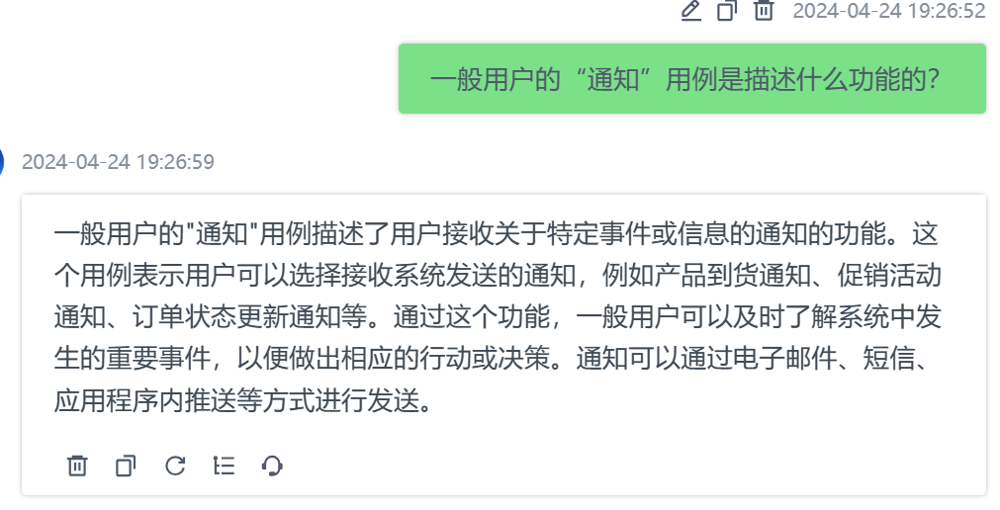 2024-04-24 19:26:52
一般用户的“通知”用例是描述什么功能的？
2024-04-24 19:26:59
一般用户的"通知"用例描述了用户接收关于特定事件或信息的通知的功能。这
个用例表示用户可以选择接收系统发送的通知，例如产品到货通知、促销活动
通知、订单状态更新通知等。通过这个功能，一般用户可以及时了解系统中发
生的重要事件，以便做出相应的行动或决策。通知可以通过电子邮件、短信、
应用程序内推送等方式进行发送。